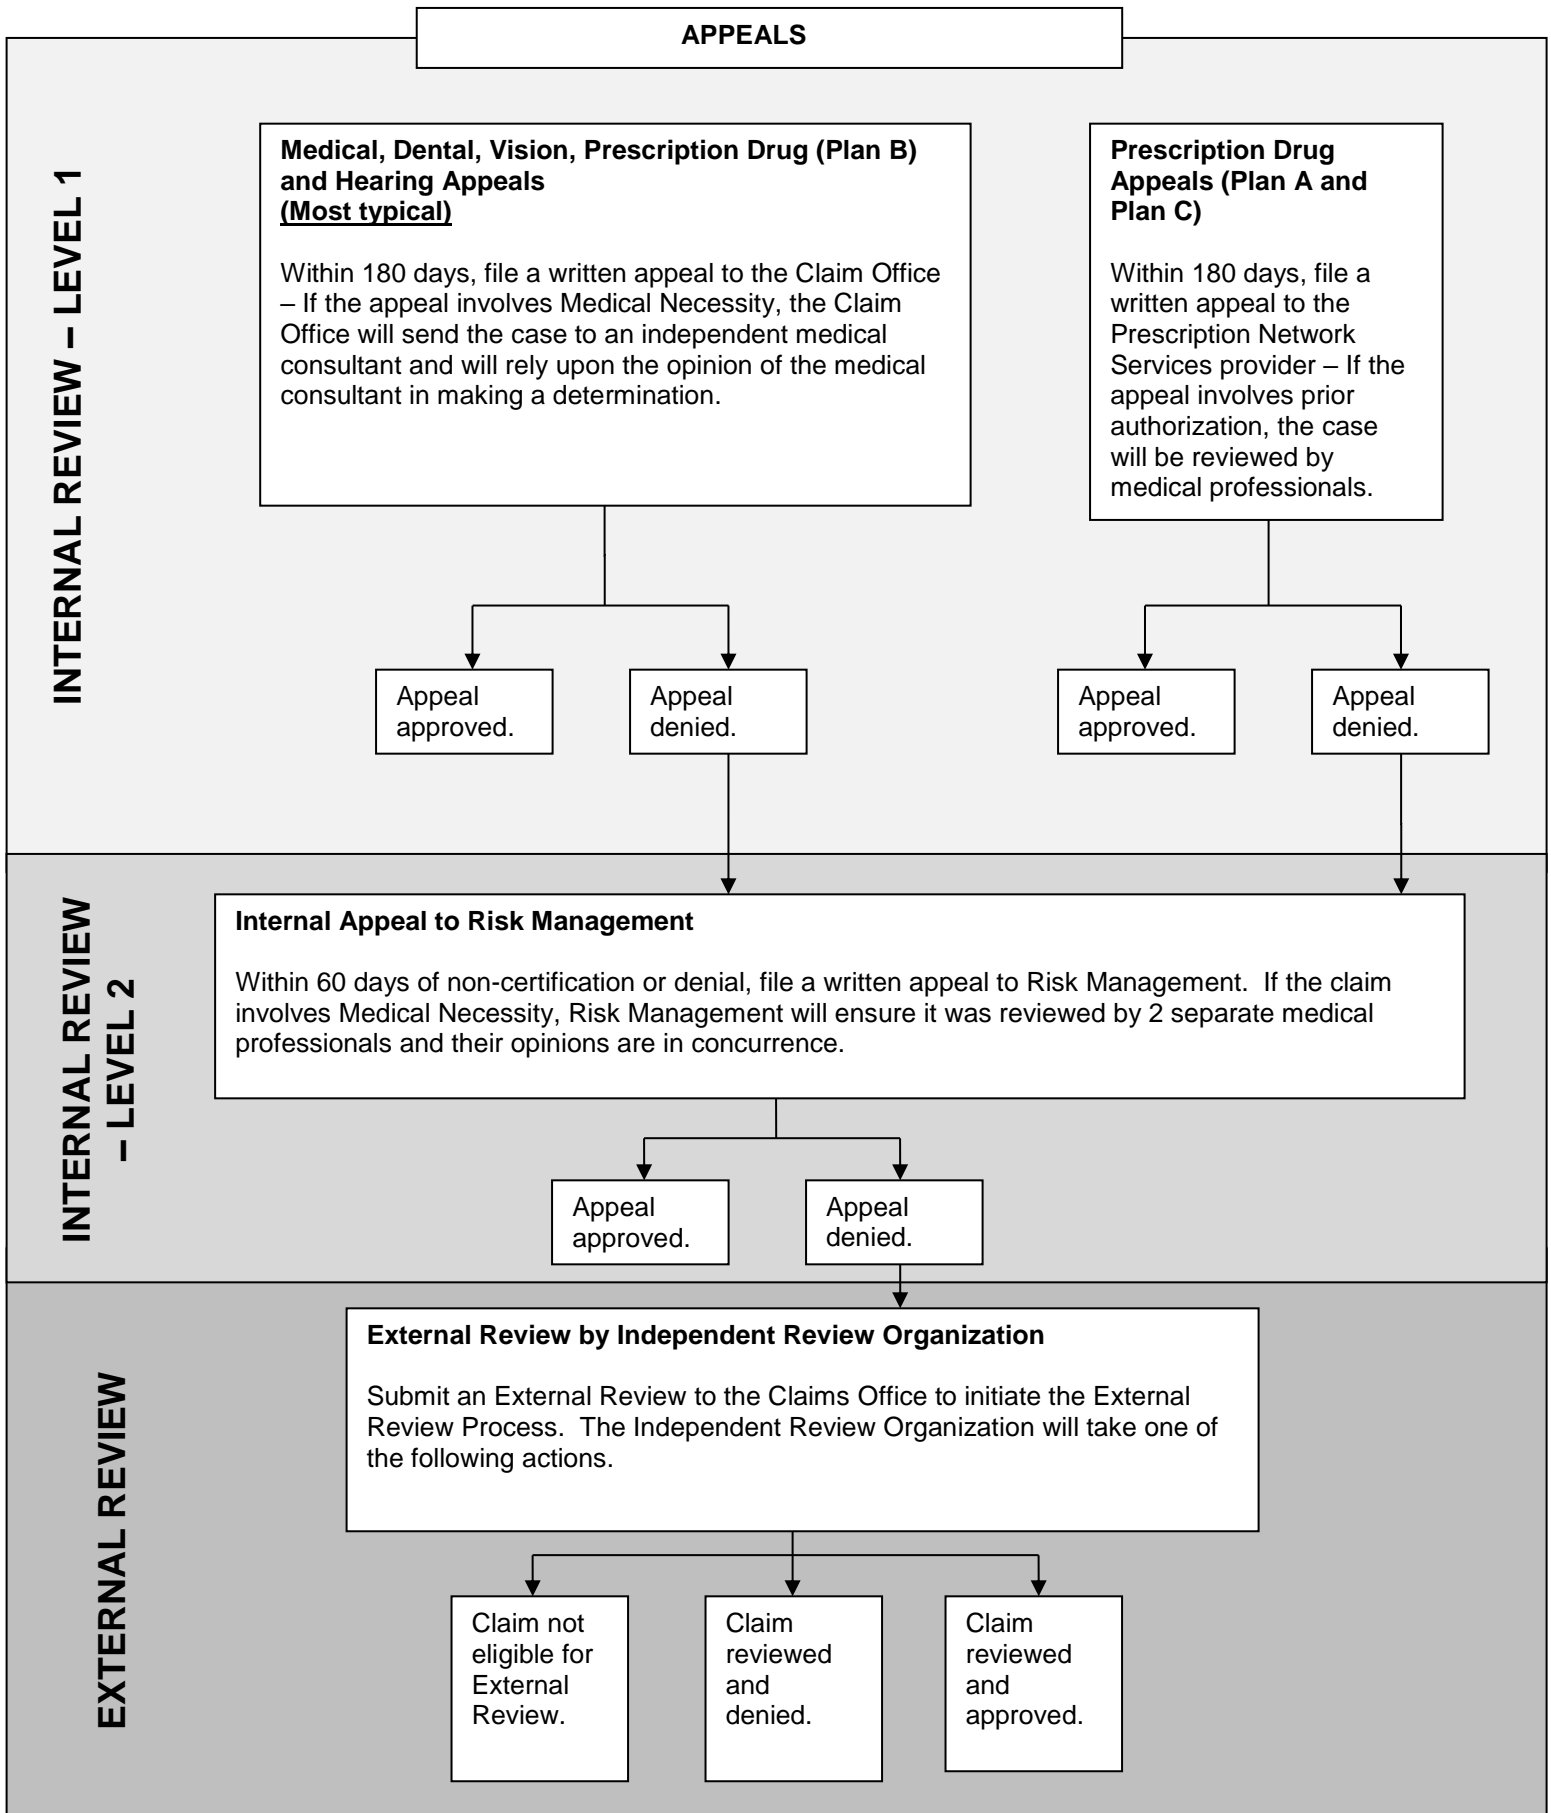 APPEALS
INTERNAL REVIEW – LEVEL 1
Medical, Dental, Vision, Prescription Drug (Plan B)
and Hearing Appeals
(Most typical)
Within 180 days, file a written appeal to the Claim Office
– If the appeal involves Medical Necessity, the Claim
Office will send the case to an independent medical
consultant and will rely upon the opinion of the medical
consultant in making a determination.
Prescription Drug
Appeals (Plan A and
Plan C)
Within 180 days, file a
written appeal to the
Prescription Network
Services provider – If the
appeal involves prior
authorization, the case
will be reviewed by
medical professionals.
Appeal
approved.
Appeal
denied.
Appeal
approved.
Appeal
denied.
INTERNAL REVIEW
– LEVEL 2
Internal Appeal to Risk Management
Within 60 days of non-certification or denial, file a written appeal to Risk Management.  If the claim
involves Medical Necessity, Risk Management will ensure it was reviewed by 2 separate medical
professionals and their opinions are in concurrence.
Appeal
approved.
Appeal
denied.
EXTERNAL REVIEW
External Review by Independent Review Organization
Submit an External Review to the Claims Office to initiate the External
Review Process.  The Independent Review Organization will take one of
the following actions.
Claim not
eligible for
External
Review.
Claim
reviewed
and
denied.
Claim
reviewed
and
approved.